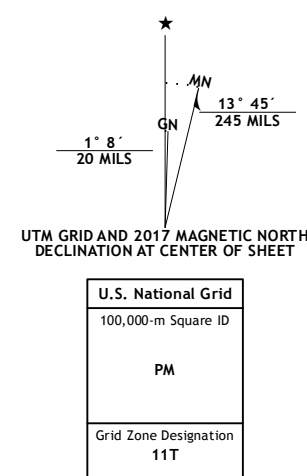 ★
MN
GN
13° 45´
245 MILS
1° 8´
20 MILS
UTM GRID AND 2017 MAGNETIC NORTH
DECLINATION AT CENTER OF SHEET
U.S. National Grid
100,000-m Square ID
PM
Grid Zone Designation
11T